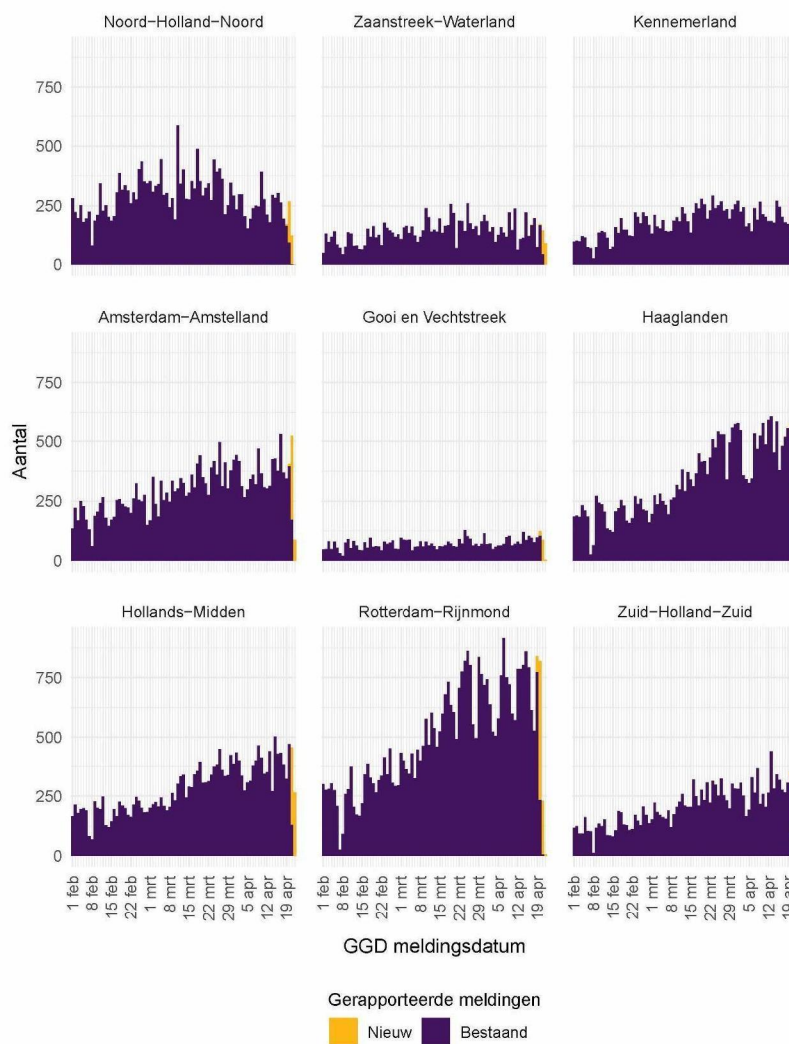 Noord−Holland−Noord
Zaanstreek−Waterland
Kennemerland
750
500
250
0
Amsterdam−Amstelland
Gooi en Vechtstreek
Haaglanden
Aantal
750
500
250
0
Hollands−Midden
Rotterdam−Rijnmond
Zuid−Holland−Zuid
750
500
250
0
1 feb
8 feb
15 feb
22 feb
1 mrt
8 mrt
15 mrt
22 mrt
29 mrt
5 apr
12 apr
19 apr
1 feb
8 feb
15 feb
22 feb
1 mrt
8 mrt
15 mrt
22 mrt
29 mrt
5 apr
12 apr
19 apr
1 feb
8 feb
15 feb
22 feb
1 mrt
8 mrt
15 mrt
22 mrt
29 mrt
5 apr
12 apr
19 apr
GGD meldingsdatum
Gerapporteerde meldingen
Nieuw
Bestaand